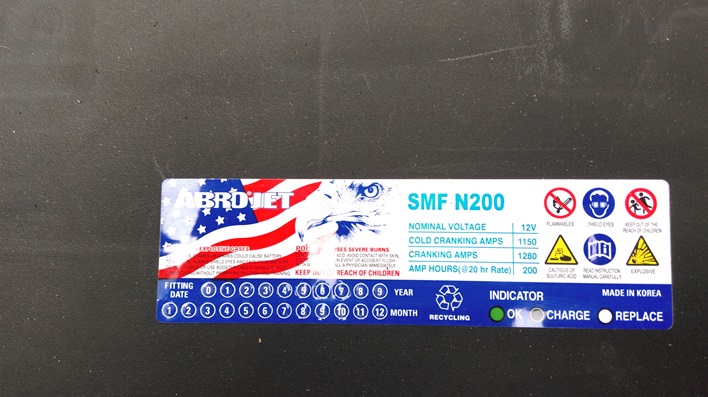 ABRO JET
SMF N200
NOMINAL VOLTAGE 12V
COLD CRANKING AMPS 1150
CRANKING AMPS 1280
AMP HOURS(@20 hr Rate) 200
EXPLOSIVE GASES
SEVERE BURNS
KEEP OUT OF REACH OF CHILDREN
FLAMMABLES
SHIELD EYES
KEEP OUT OF THE REACH OF CHILDREN
CAUTIOUS OF SULFURIC ACID
READ INSTRUCTION MANUAL CAREFULLY
EXPLOSIVE
FITTING DATE
0 1 2 3 4 5 6 7 8 9 YEAR
1 2 3 4 5 6 7 8 9 10 11 12 MONTH
RECYCLING
INDICATOR
MADE IN KOREA
OK CHARGE REPLACE